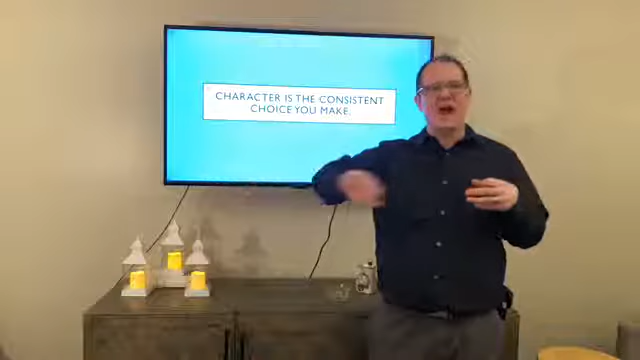 CHARACTER IS THE CONSISTENT
CHOICE YOU MAKE.